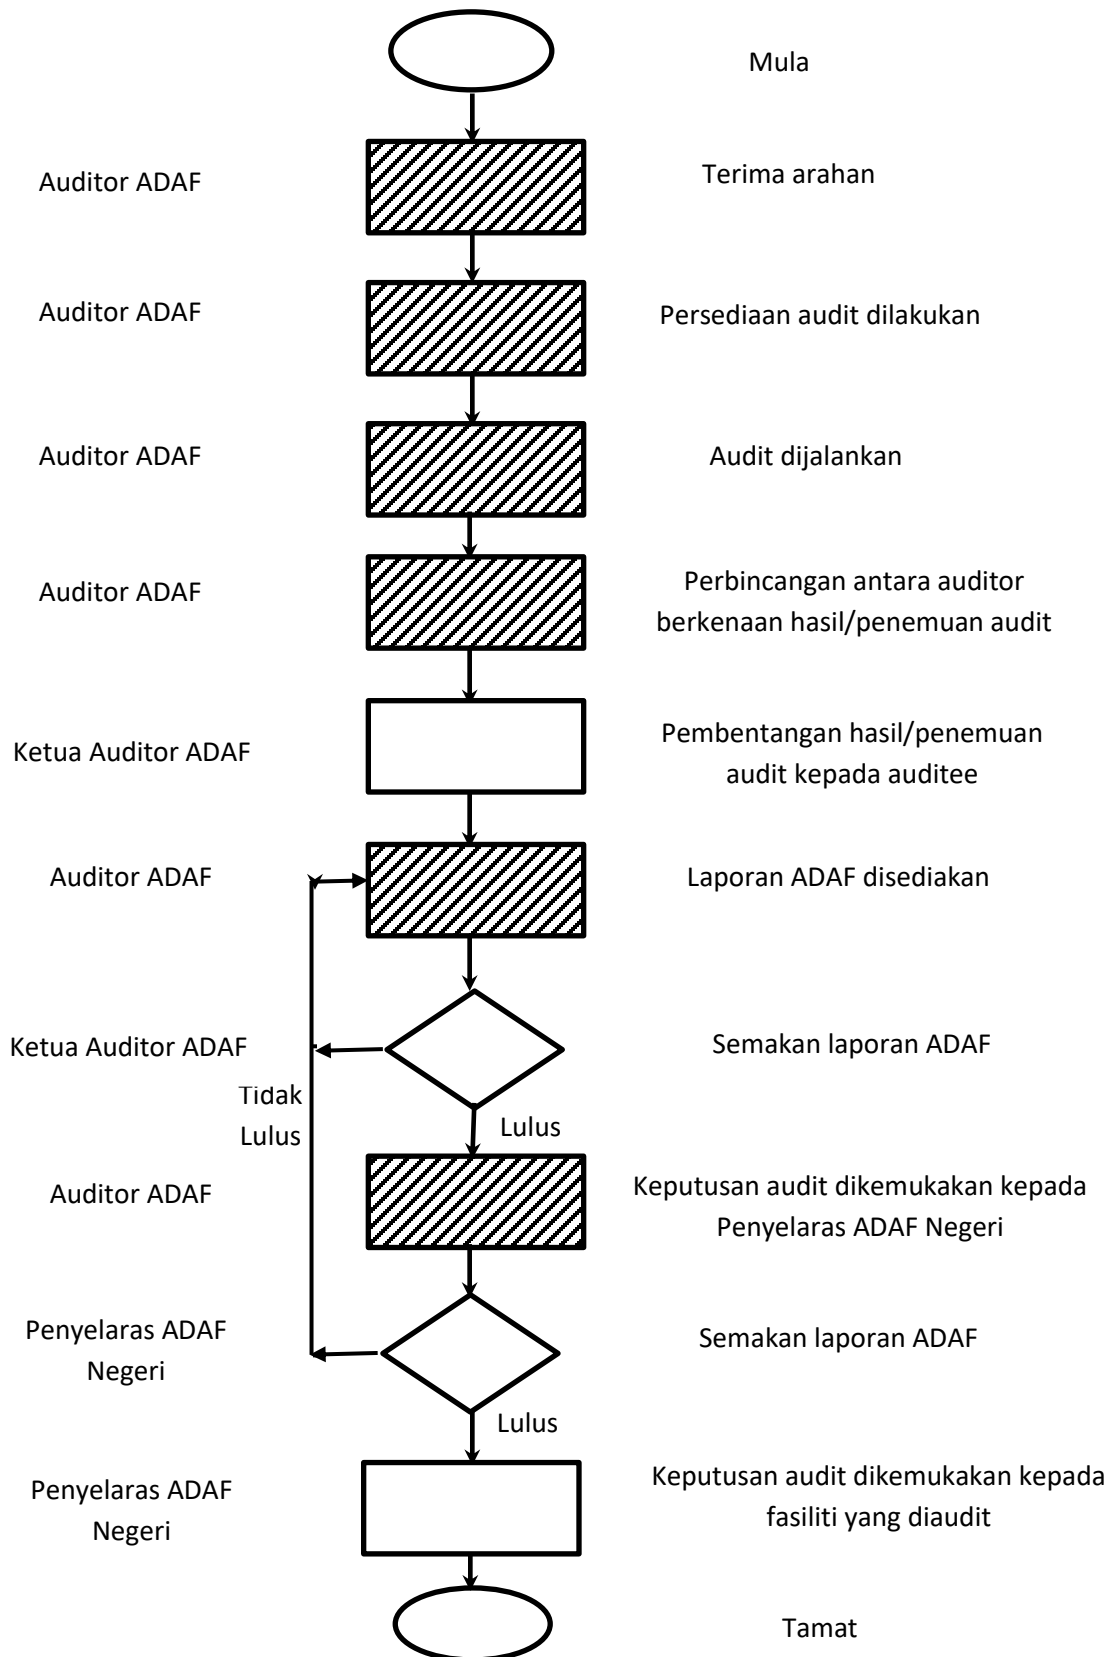 Mula
Auditor ADAF
Terima arahan
Auditor ADAF
Persediaan audit dilakukan
Auditor ADAF
Audit dijalankan
Auditor ADAF
Perbincangan antara auditor
berkenaan hasil/penemuan audit
Ketua Auditor ADAF
Pembentangan hasil/penemuan
audit kepada auditee
Auditor ADAF
Laporan ADAF disediakan
Ketua Auditor ADAF
Semakan laporan ADAF
Tidak
Lulus
Lulus
Auditor ADAF
Keputusan audit dikemukakan kepada
Penyelaras ADAF Negeri
Penyelaras ADAF
Negeri
Semakan laporan ADAF
Lulus
Penyelaras ADAF
Negeri
Keputusan audit dikemukakan kepada
fasiliti yang diaudit
Tamat